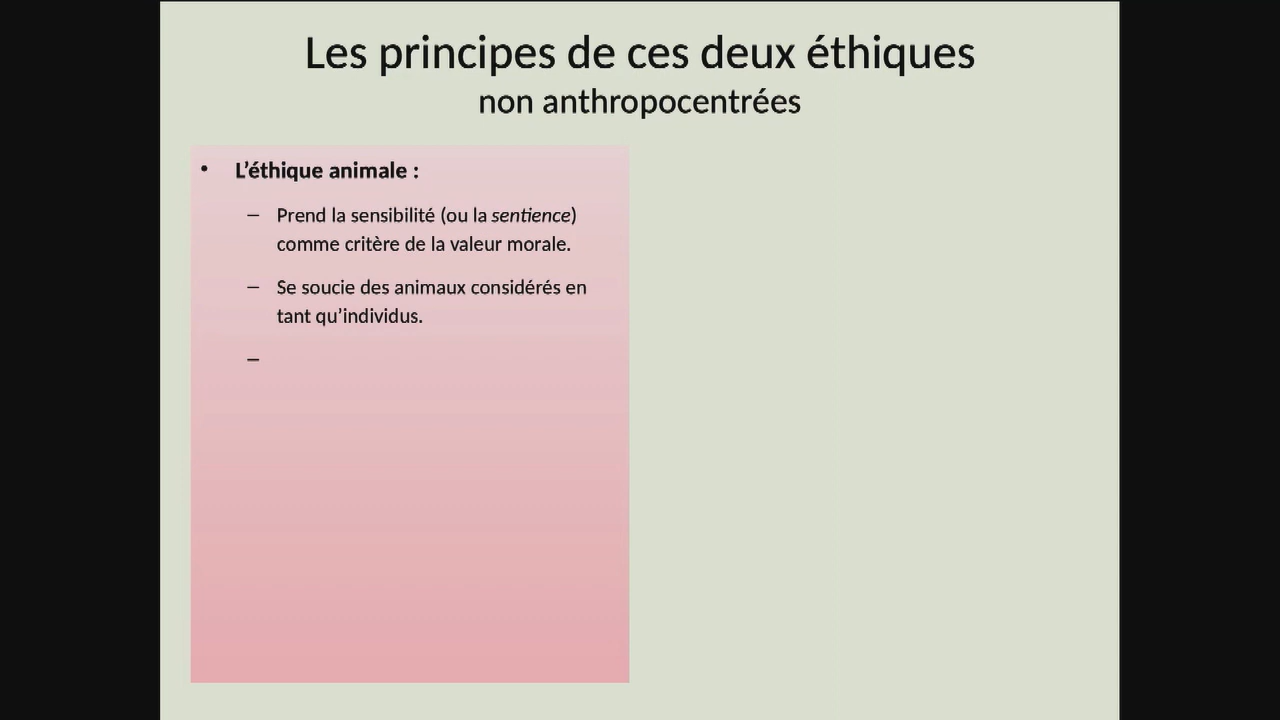 Les principes de ces deux éthiques
non anthropocentrées
• L’éthique animale :
– Prend la sensibilité (ou la sentience)
comme critère de la valeur morale.
– Se soucie des animaux considérés en
tant qu’individus.
–